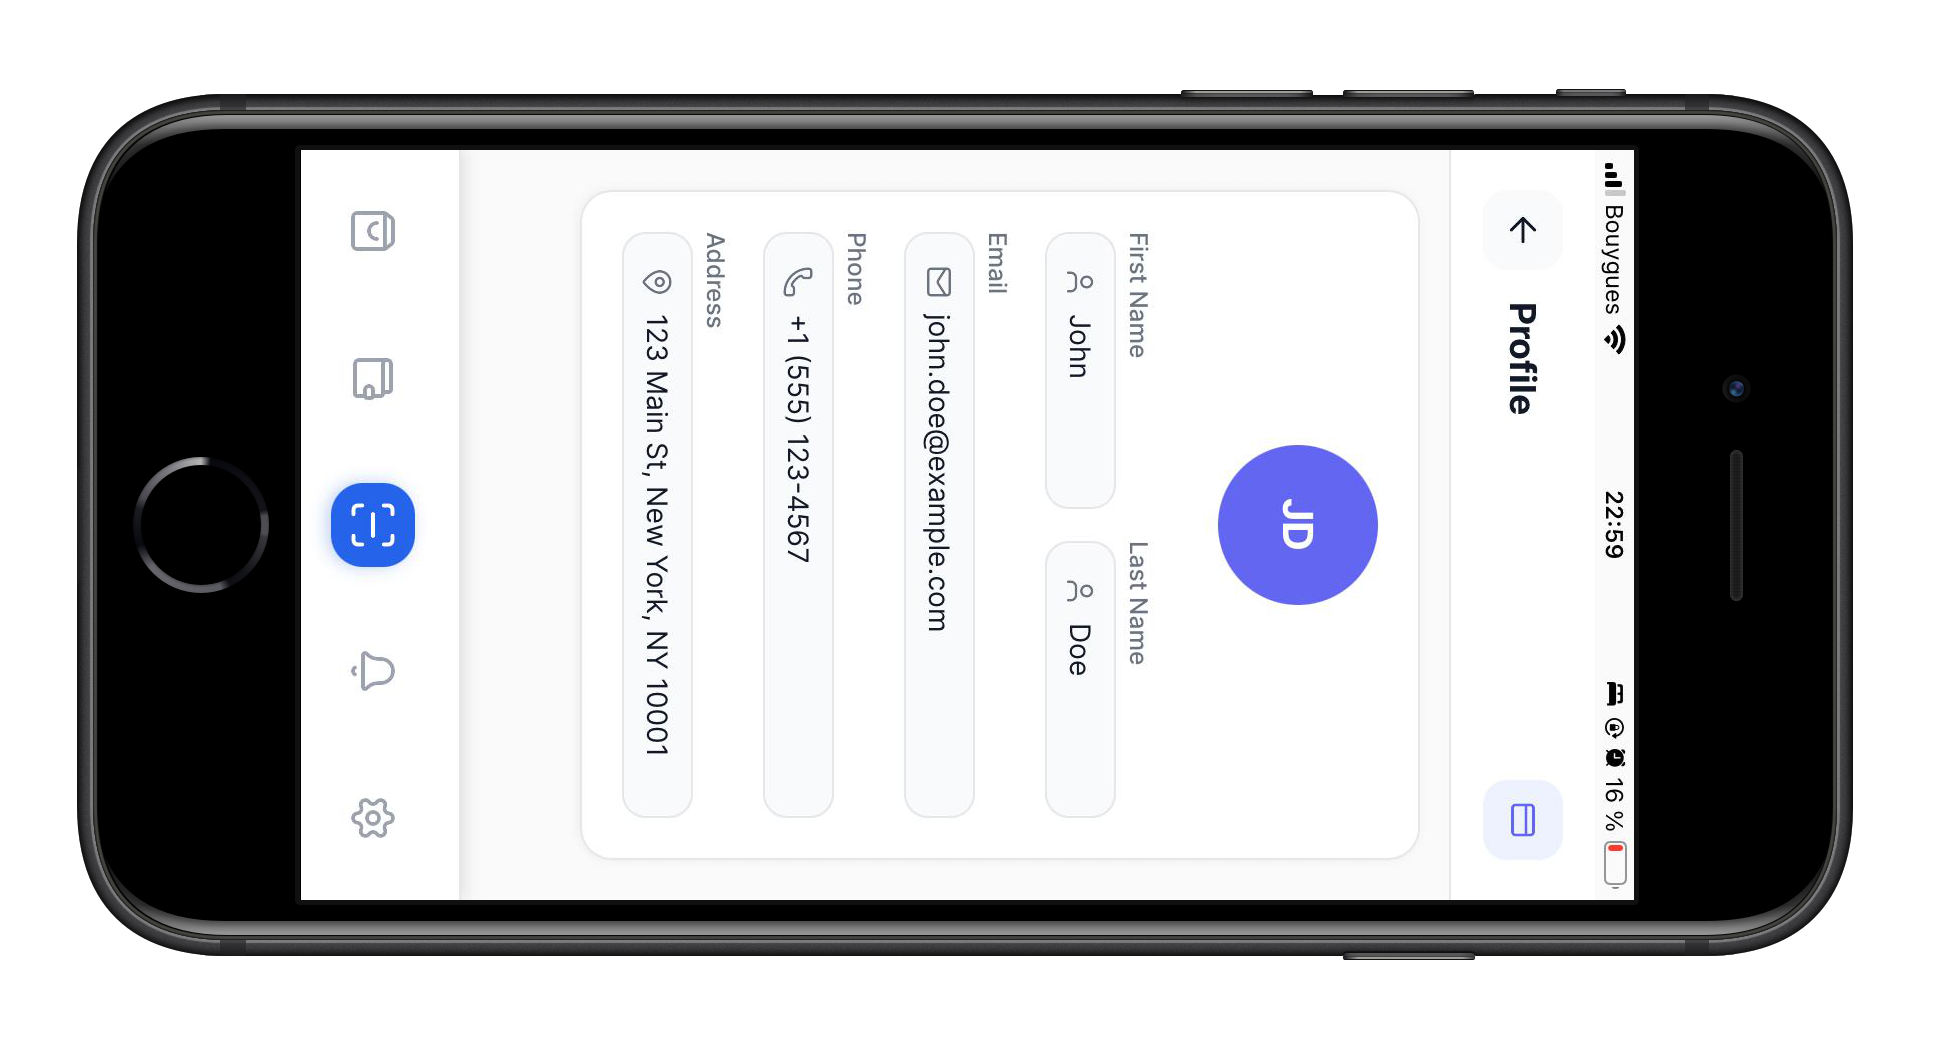 Bouygues 22:59 16 %
Profile
JD
First Name Last Name
John Doe
Email
john.doe@example.com
Phone
+1 (555) 123-4567
Address
123 Main St, New York, NY 10001